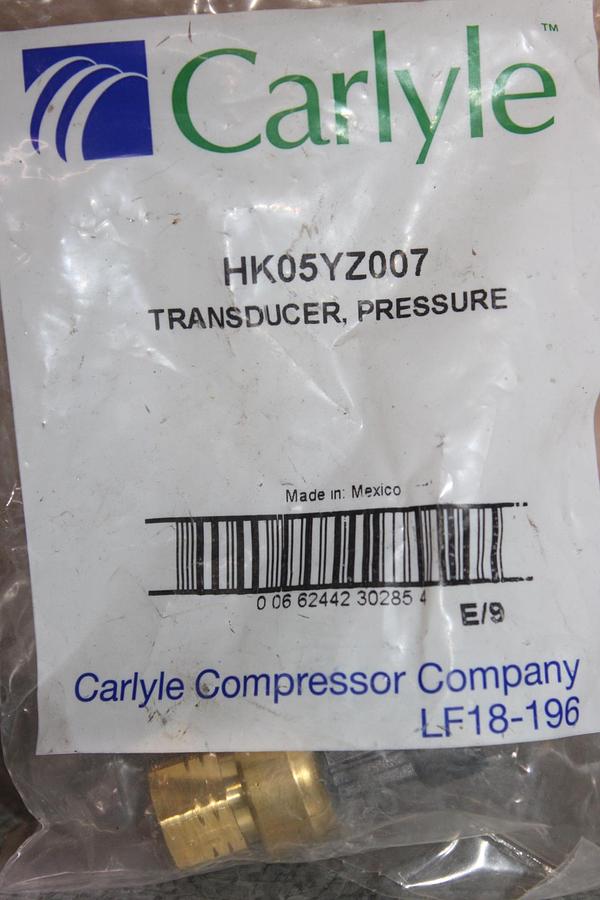 Carlyle™
HK05YZ007
TRANSDUCER, PRESSURE
Made in: Mexico
0 06 62442 30285 4
E/9
Carlyle Compressor Company
LF18-196